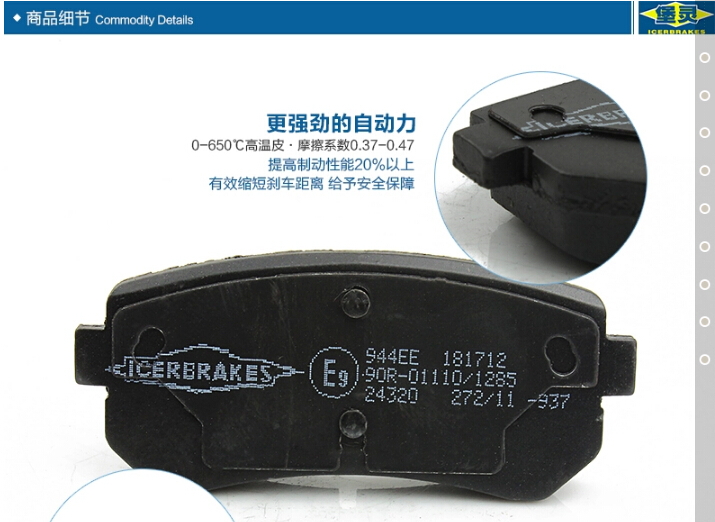 商品细节 Commodity Details
堡灵
ICERBRAKES
更强劲的自动力
0-650℃高温皮·摩擦系数0.37-0.47
提高制动性能20%以上
有效缩短刹车距离 给予安全保障
ICERBRAKES
ICERBRAKES
E9
944EE 181712
90R-01110/1285
24320 272/11 -937